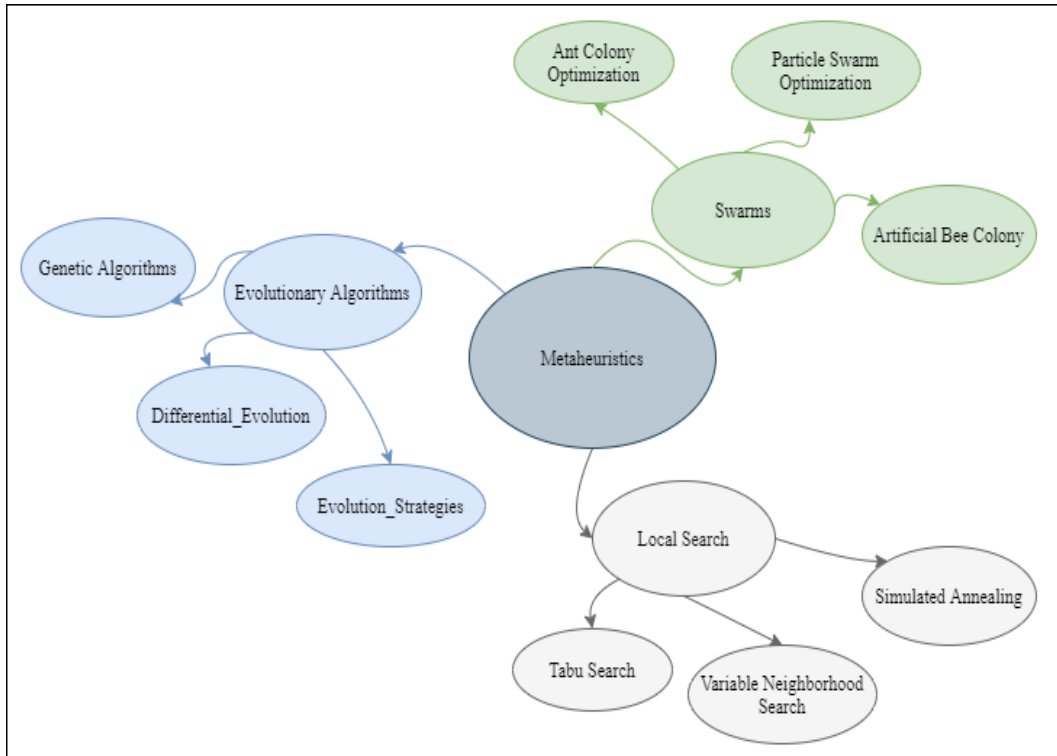 Ant Colony
Optimization
Particle Swarm
Optimization
Swarms
Artificial Bee Colony
Genetic Algorithms
Evolutionary Algorithms
Metaheuristics
Differential_Evolution
Evolution_Strategies
Local Search
Simulated Annealing
Tabu Search
Variable Neighborhood
Search